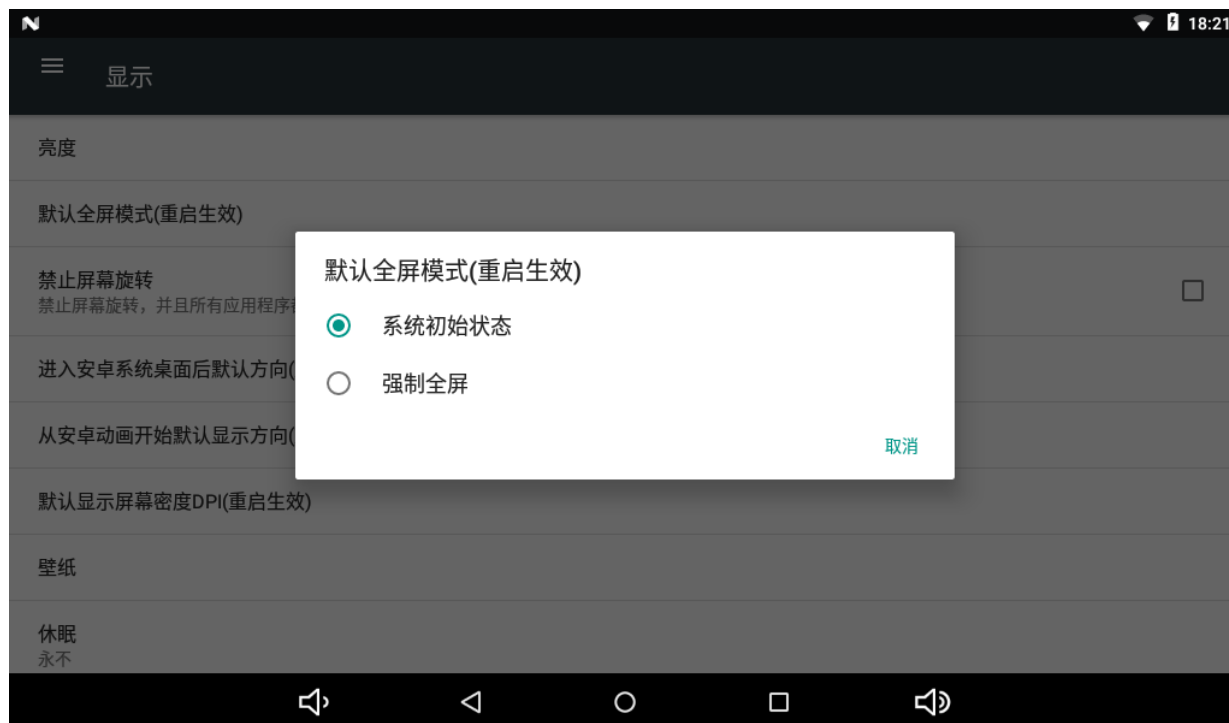 18:21
显示
亮度
默认全屏模式(重启生效)
禁止屏幕旋转
禁止屏幕旋转，并且所有应用程序
默认全屏模式(重启生效)
系统初始状态
强制全屏
取消
进入安卓系统桌面后默认方向(
从安卓动画开始默认显示方向(
默认显示屏幕密度DPI(重启生效)
壁纸
休眠
永不